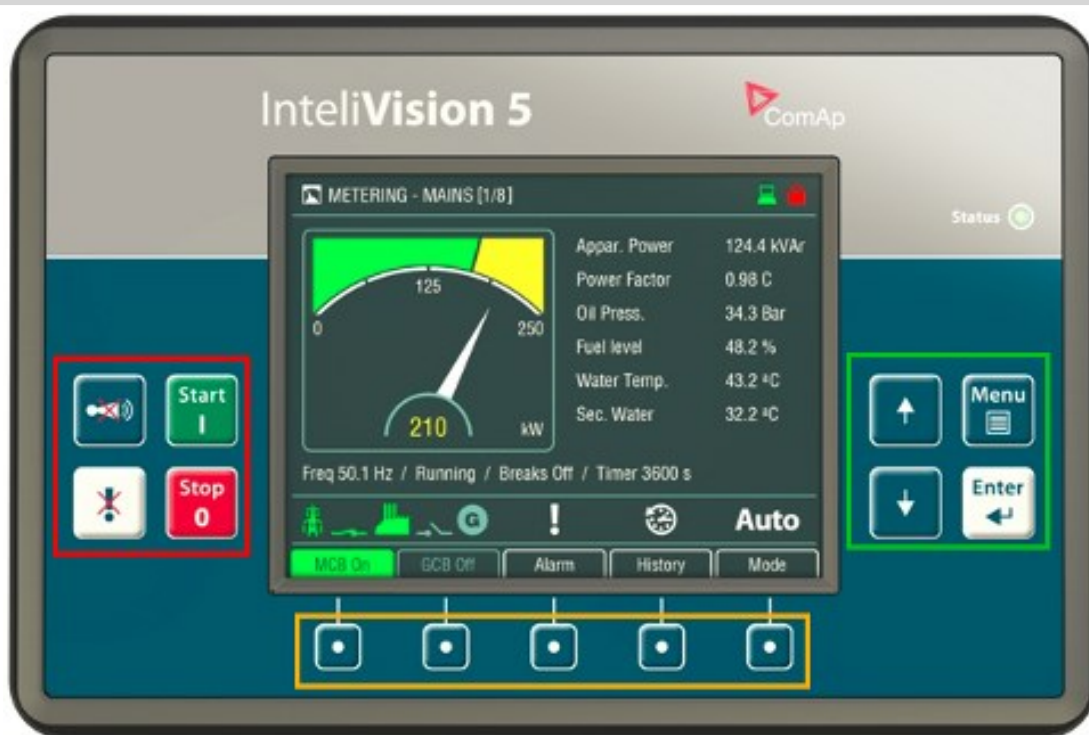 InteliVision 5
ComAp
METERING - MAINS [1/8]
Status
125
0
250
210
kW
Appar. Power 124.4 kVAr
Power Factor 0.98 C
Oil Press. 34.3 Bar
Fuel level 48.2 %
Water Temp. 43.2 ºC
Sec. Water 32.2 ºC
Freq 50.1 Hz / Running / Breaks Off / Timer 3600 s
G
!
Auto
MCB On
GCB Off
Alarm
History
Mode
Start
I
Stop
0
Menu
Enter